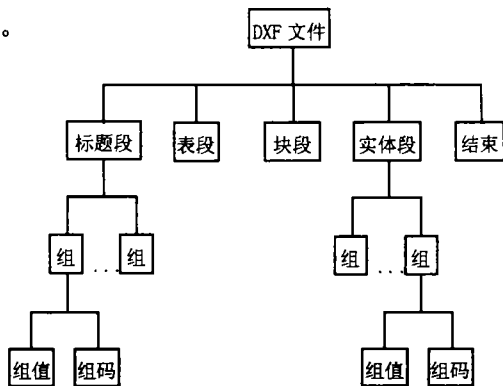 。
DXF 文件
标题段 表段 块段 实体段 结束
组 ... 组 组 ... 组
组值 组码 组值 组码